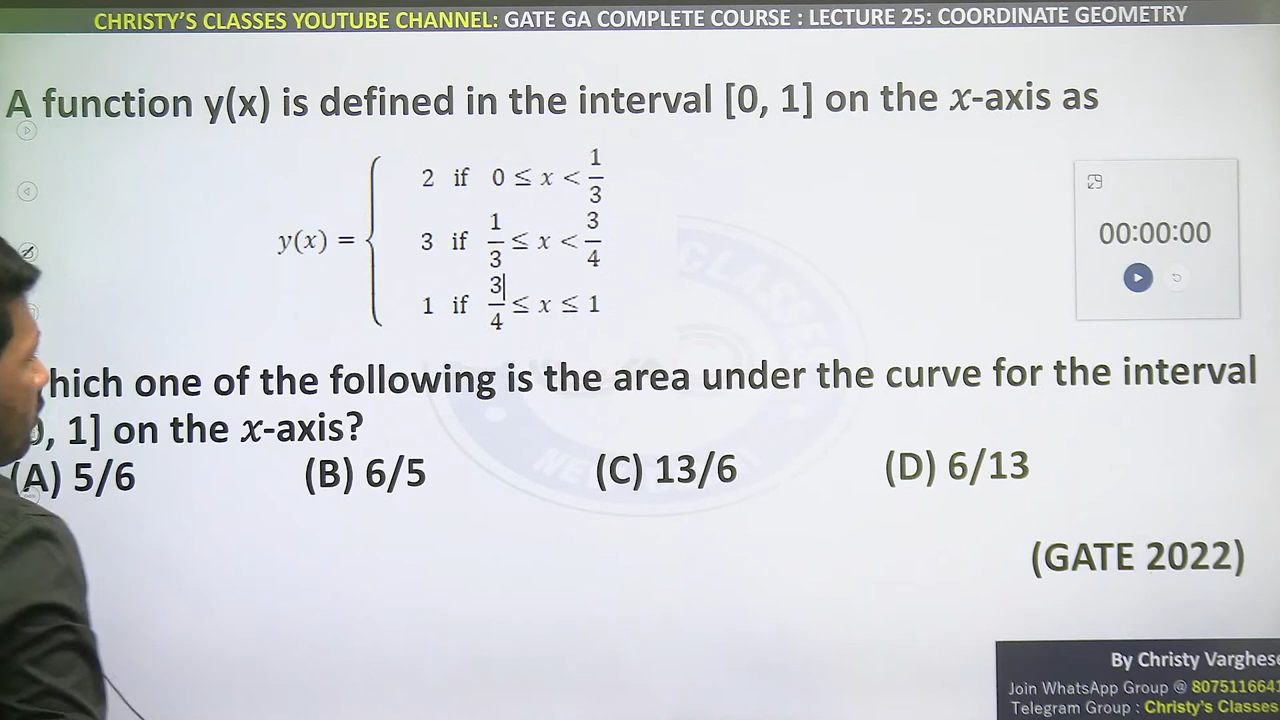 CHRISTY'S CLASSES YOUTUBE CHANNEL: GATE GA COMPLETE COURSE : LECTURE 25: COORDINATE GEOMETRY
A function y(x) is defined in the interval [0, 1] on the x-axis as
y(x) = { 2 if 0 ≤ x < 1/3
3 if 1/3 ≤ x < 3/4
1 if 3/4 ≤ x ≤ 1
00:00:00
hich one of the following is the area under the curve for the interval
, 1] on the x-axis?
(A) 5/6 (B) 6/5 (C) 13/6 (D) 6/13
(GATE 2022)
By Christy Varghese
Join WhatsApp Group @ 8075116641
Telegram Group : Christy's Classes